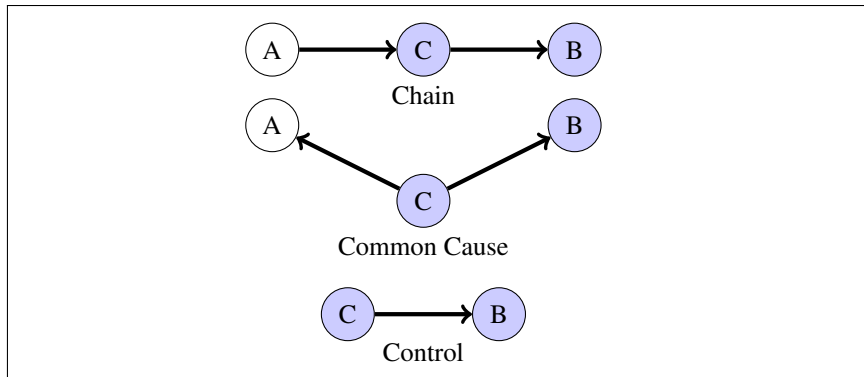 A C B
Chain
A B
C
Common Cause
C B
Control